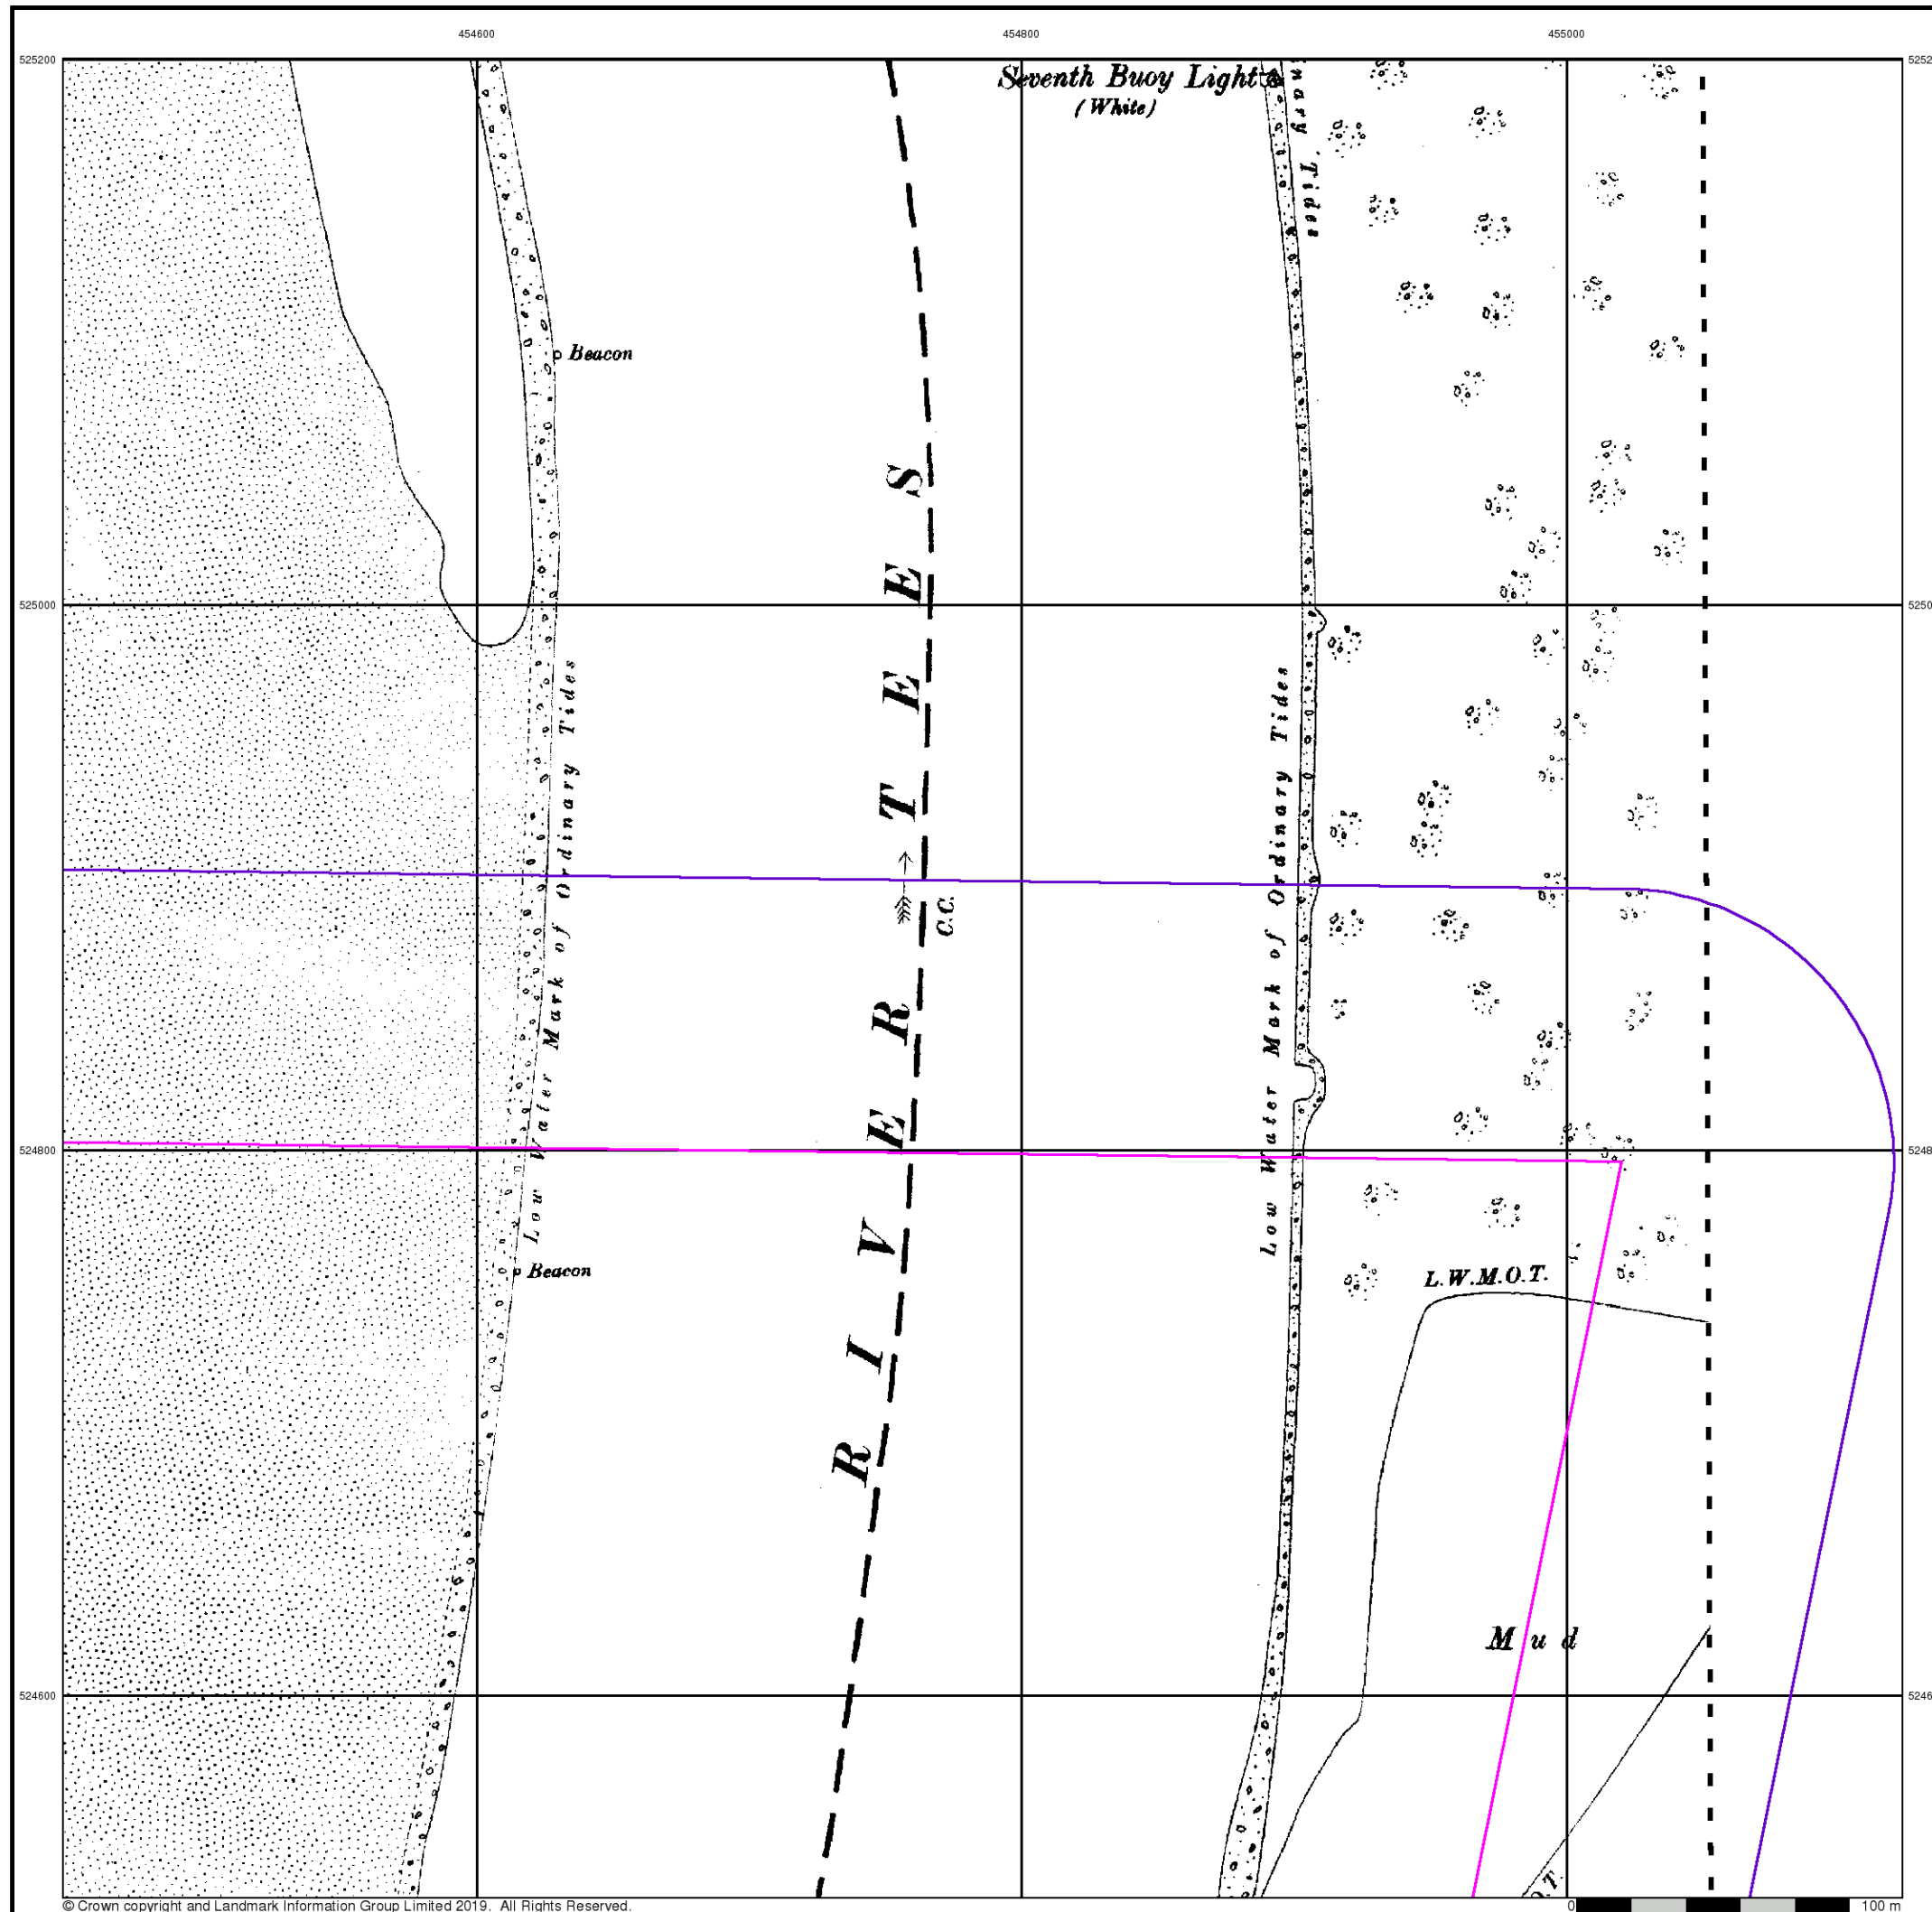 454600 454800 455000
525200
Seventh Buoy Light
(White)
Beacon
525000
RIVER TEES
C.C.
Low Water Mark of Ordinary Tides
Low Water Mark of Ordinary Tides
524800
Beacon
L.W.M.O.T.
Mud
524600
© Crown copyright and Landmark Information Group Limited 2019. All Rights Reserved.
0 100 m